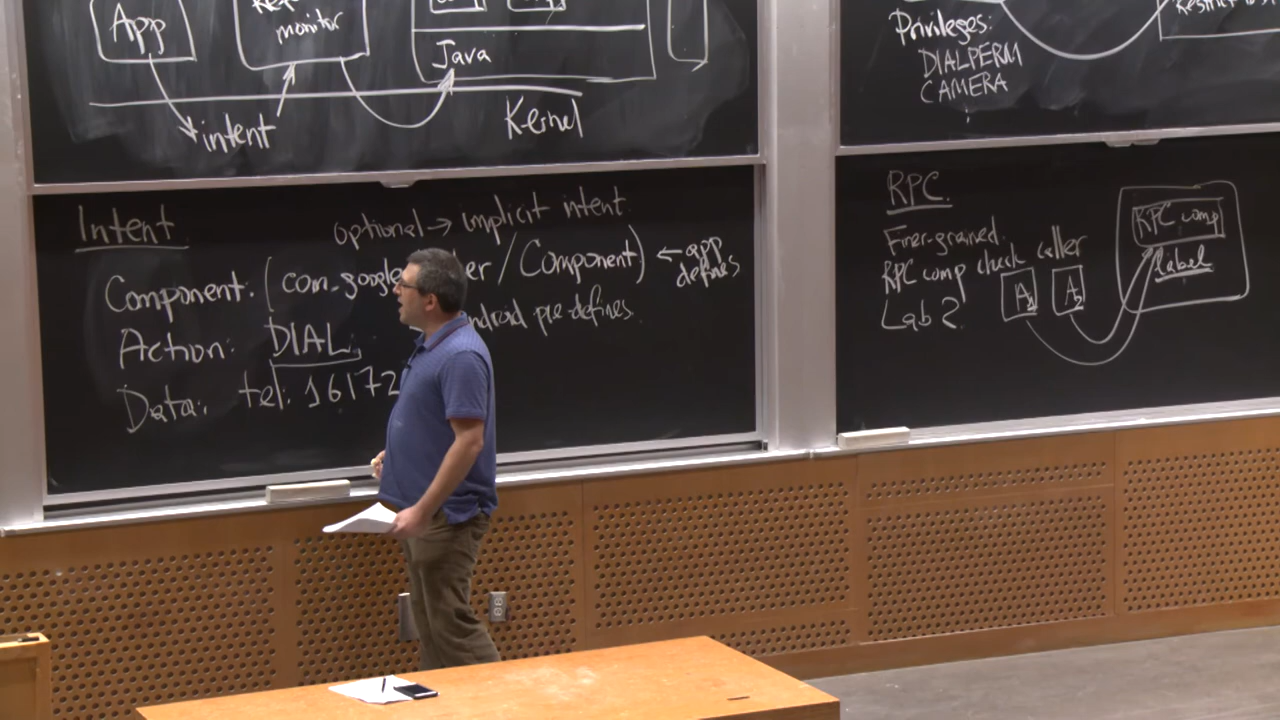 App
monitor
Java
intent
Kernel
Intent
optional → implicit intent
Component: (com.google / Component) ← app defines
Action: DIAL pre-defines.
Data: tel: 16172
Privileges:
DIALPERM
CAMERA
RPC
Finer-grained.
RPC comp check caller
Lab 2.
A1 A2
RPC comp
label